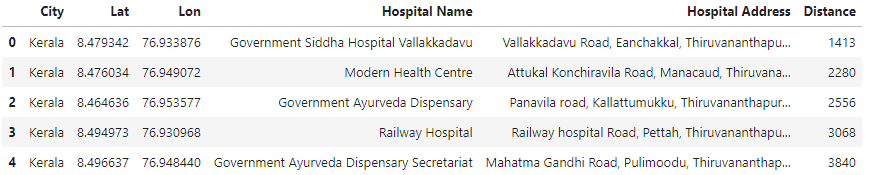 City Lat Lon Hospital Name Hospital Address Distance
0 Kerala 8.479342 76.933876 Government Siddha Hospital Vallakkadavu Vallakkadavu Road, Eanchakkal, Thiruvananthapu... 1413
1 Kerala 8.476034 76.949072 Modern Health Centre Attukal Konchiravila Road, Manacaud, Thiruvana... 2280
2 Kerala 8.464636 76.953577 Government Ayurveda Dispensary Panavila road, Kallattumukku, Thiruvananthapur... 2556
3 Kerala 8.494973 76.930968 Railway Hospital Railway hospital Road, Pettah, Thiruvananthapu... 3068
4 Kerala 8.496637 76.948440 Government Ayurveda Dispensary Secretariat Mahatma Gandhi Road, Pulimoodu, Thiruvananthap... 3840